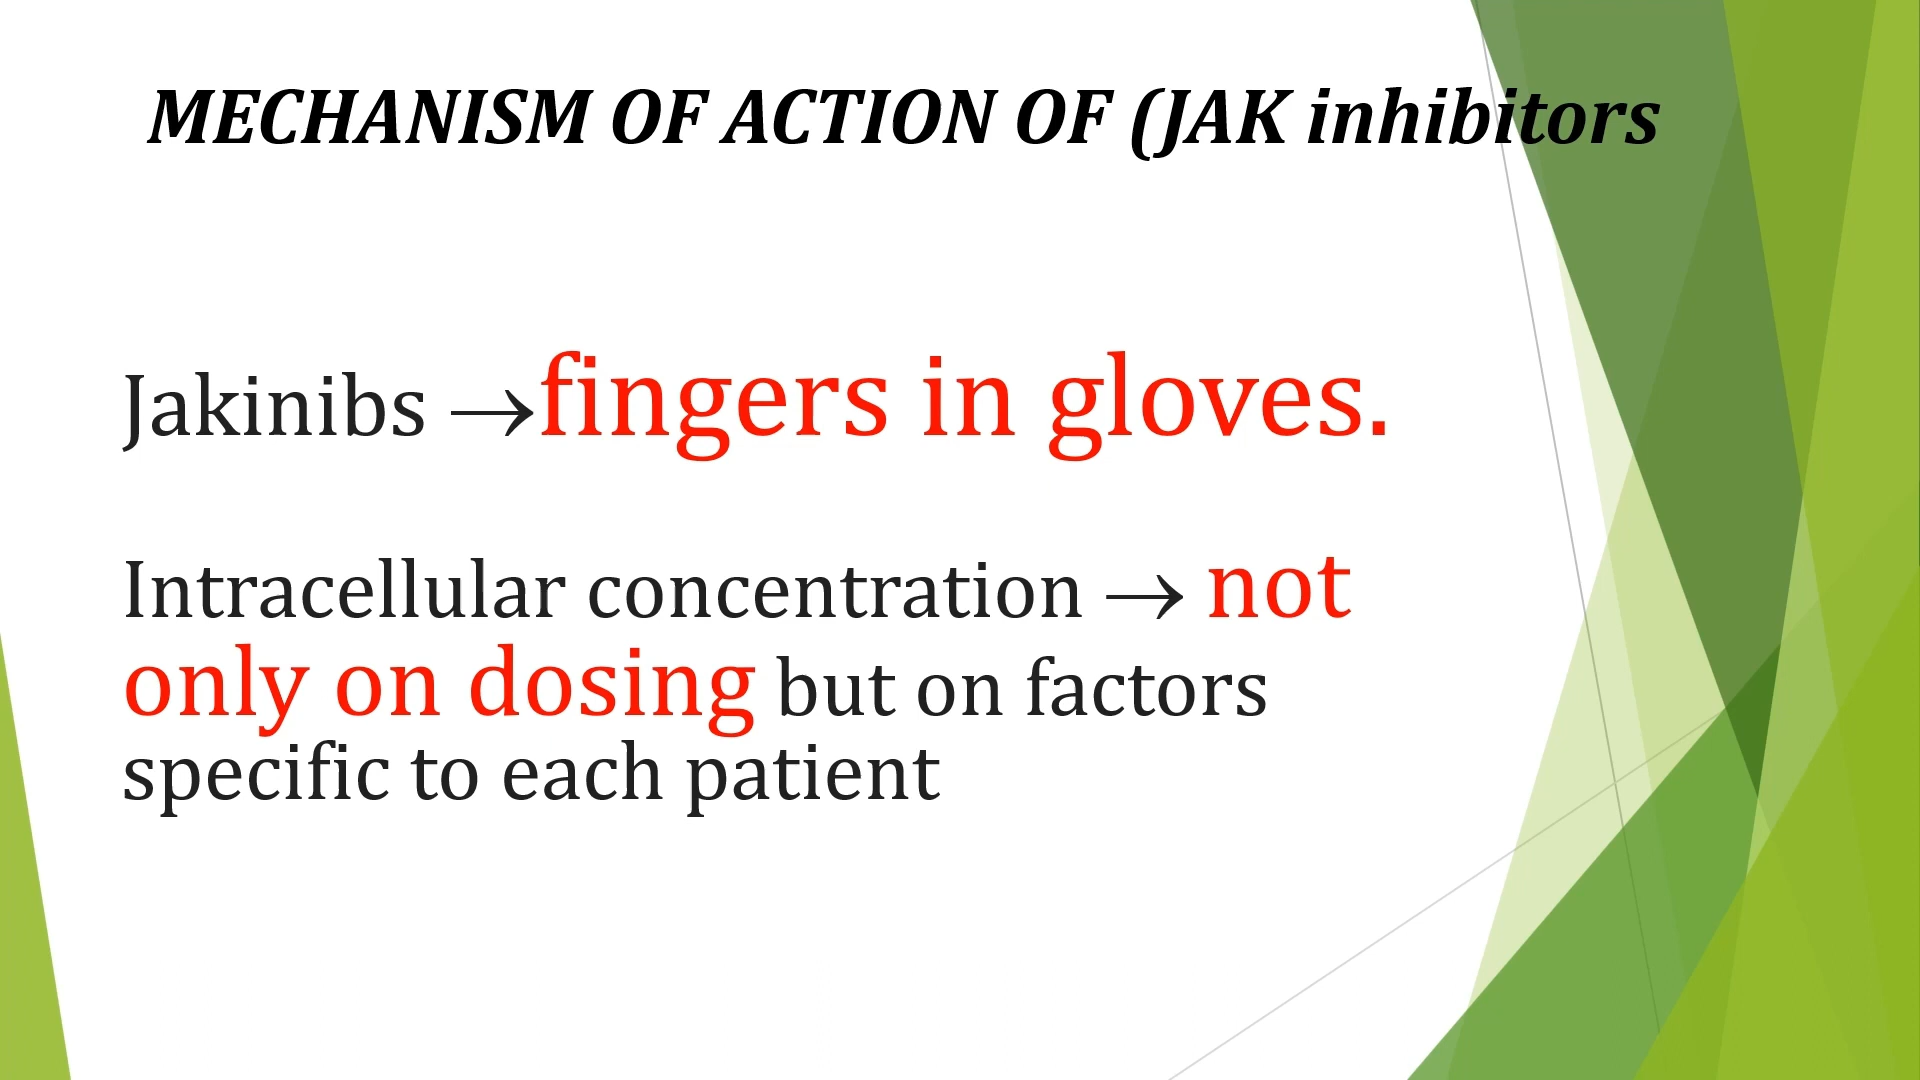 MECHANISM OF ACTION OF (JAK inhibitors
Jakinibs →fingers in gloves.
Intracellular concentration → not
only on dosing but on factors
specific to each patient